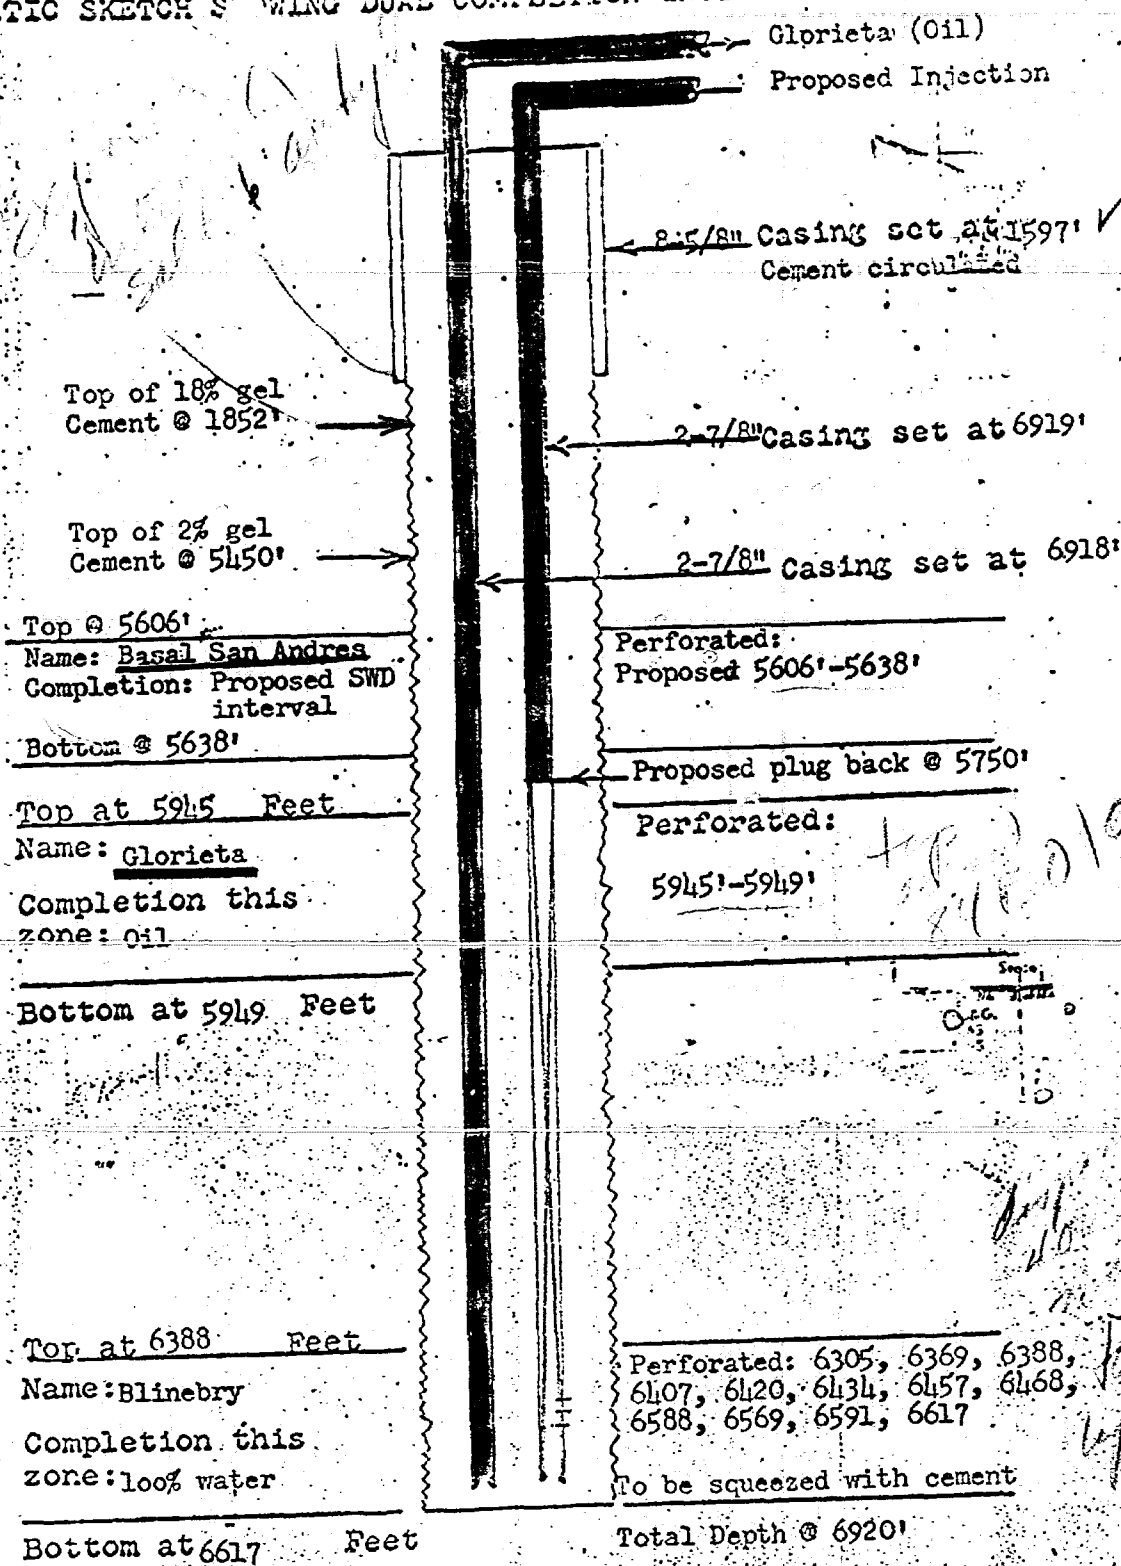 TIC SKETCH S WING DUAL COMPLETION
Glorieta (Oil)
Proposed Injection
8-5/8" Casing set at 1597'
Cement circulated
Top of 18% gel
Cement @ 1852'
2-7/8" Casing set at 6919'
Top of 2% gel
Cement @ 5450'
2-7/8" Casing set at 6918'
Top @ 5606'
Name: Basal San Andres
Completion: Proposed SWD
interval
Bottom @ 5638'
Perforated:
Proposed 5606'-5638'
Proposed plug back @ 5750'
Top at 5945 Feet
Name: Glorieta
Completion this
zone: Oil
Bottom at 5949 Feet
Perforated:
5945'-5949'
Top at 6388 Feet
Name: Blinebry
Completion this
zone: 100% water
Bottom at 6617 Feet
Perforated: 6305, 6369, 6388,
6407, 6420, 6434, 6457, 6468,
6588, 6569, 6591, 6617
To be squeezed with cement
Total Depth @ 6920'